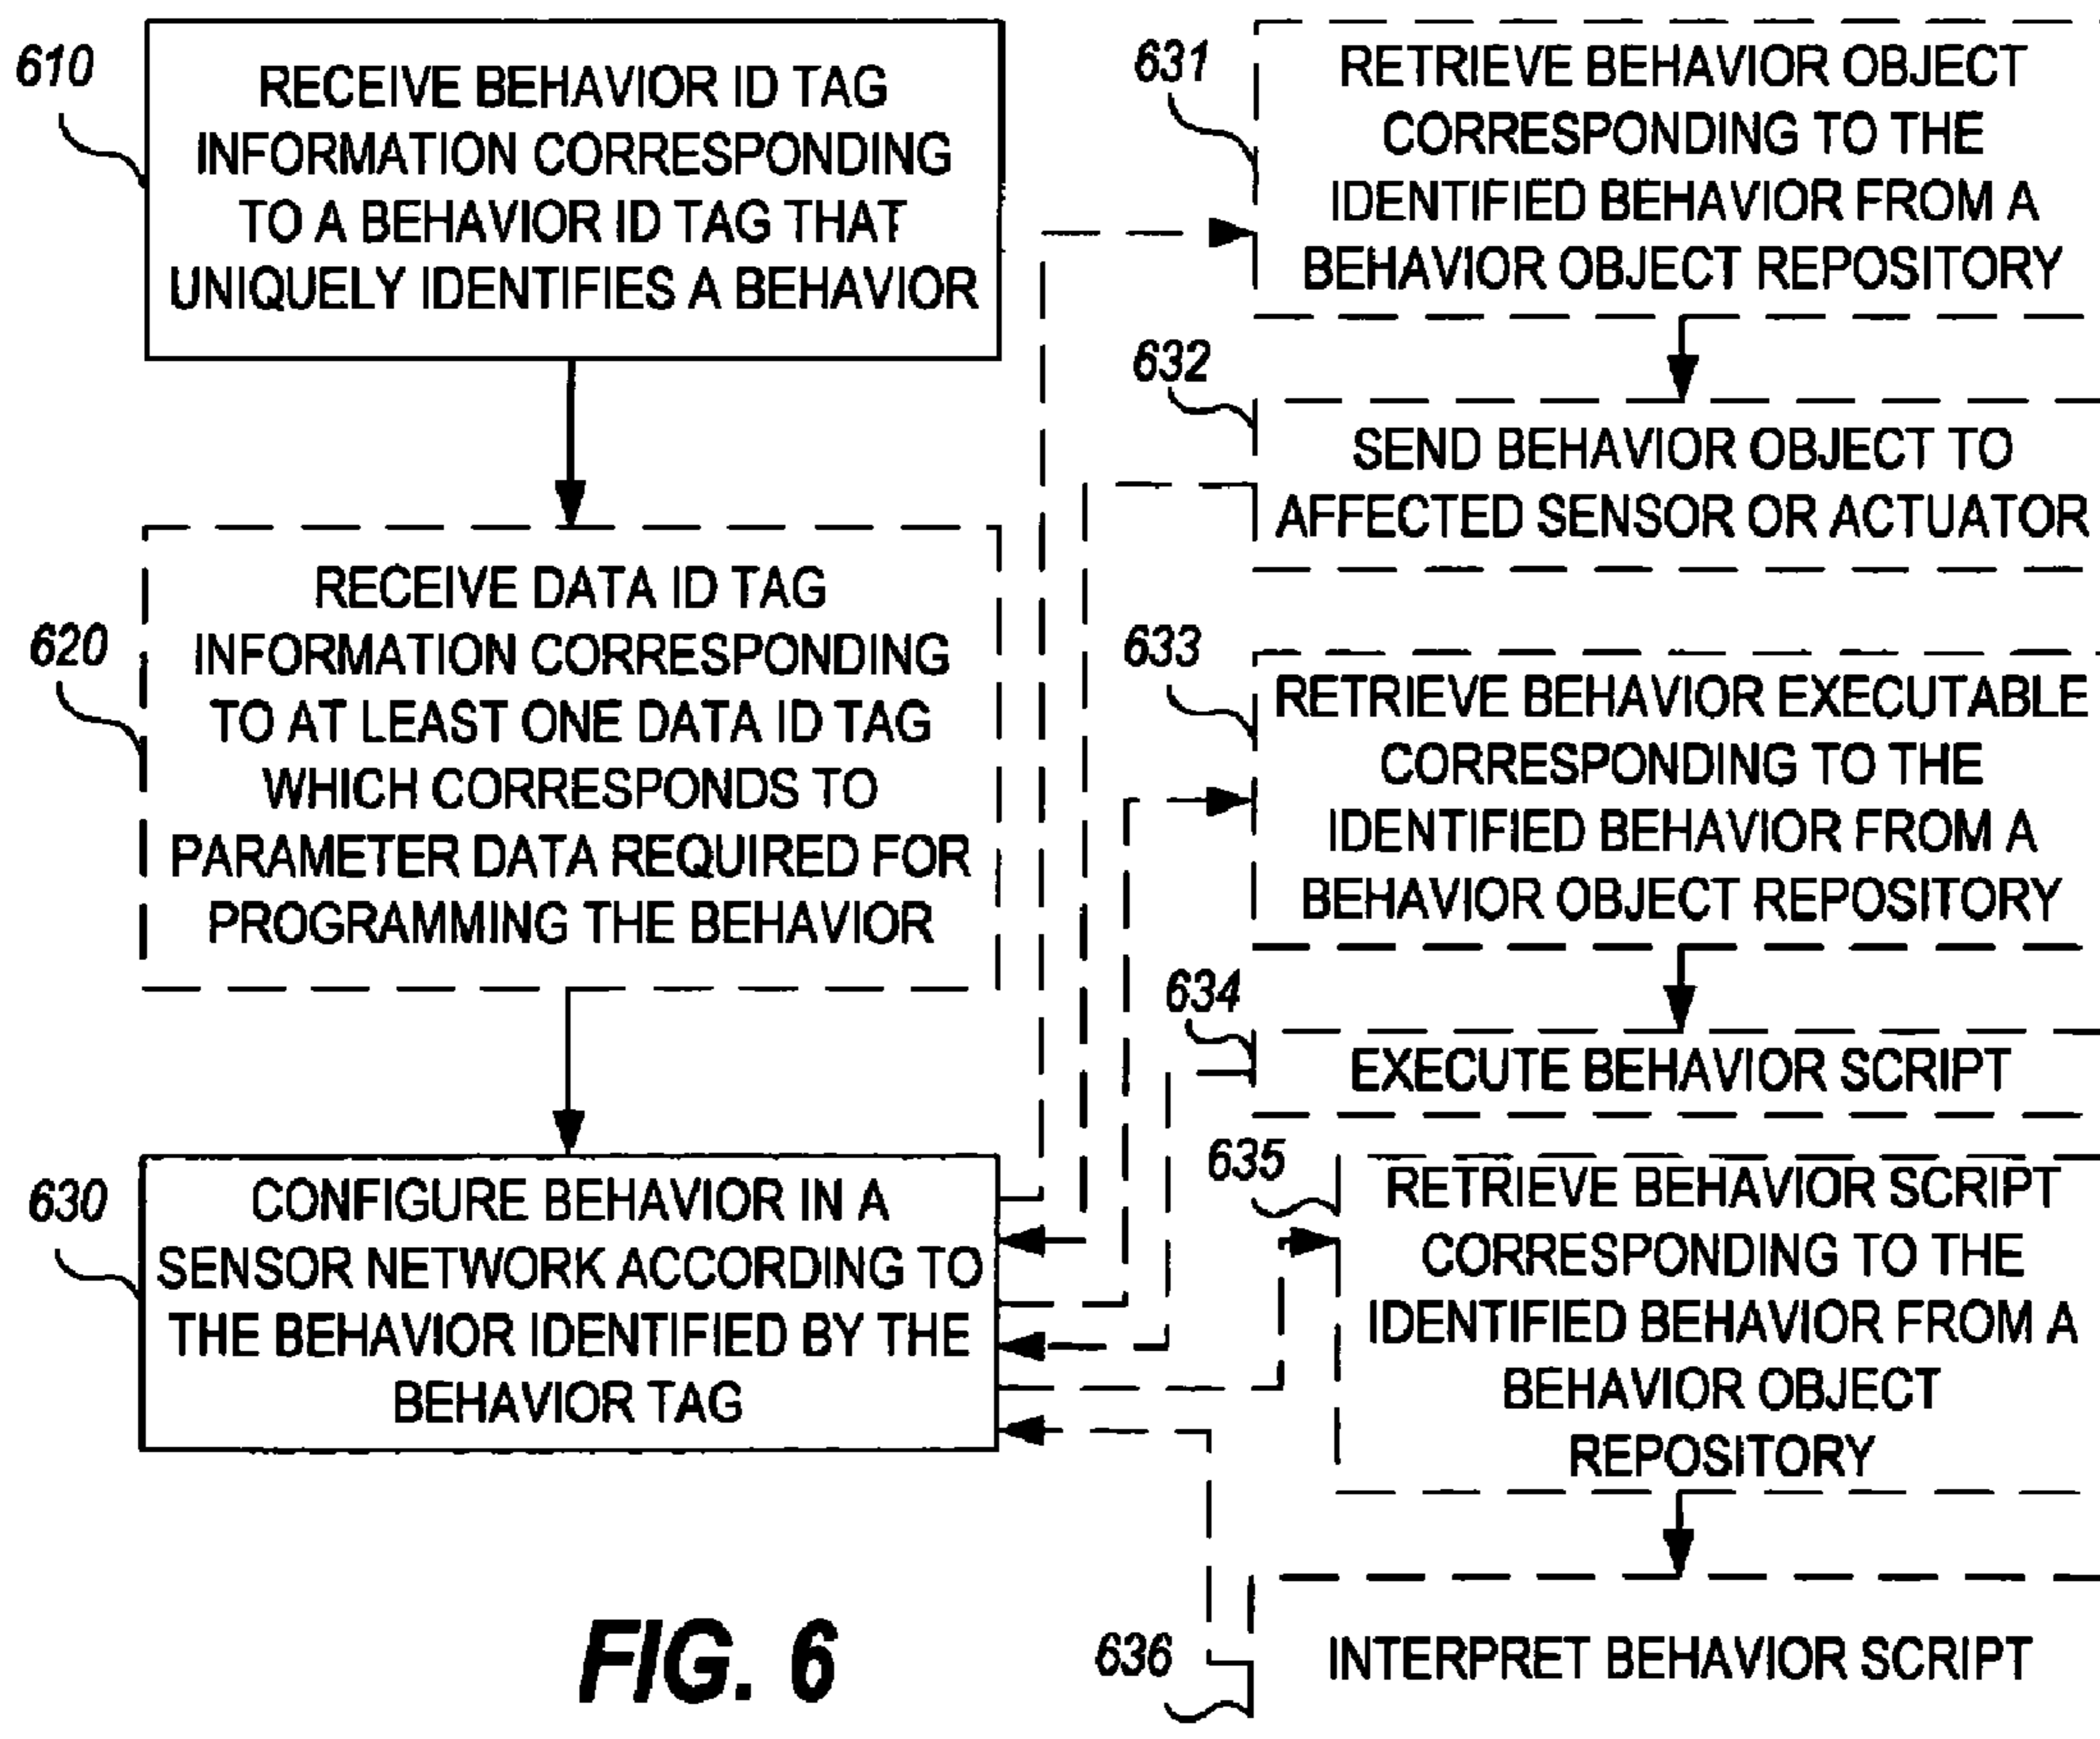 610
RECEIVE BEHAVIOR ID TAG
INFORMATION CORRESPONDING
TO A BEHAVIOR ID TAG THAT
UNIQUELY IDENTIFIES A BEHAVIOR
620
RECEIVE DATA ID TAG
INFORMATION CORRESPONDING
TO AT LEAST ONE DATA ID TAG
WHICH CORRESPONDS TO
PARAMETER DATA REQUIRED FOR
PROGRAMMING THE BEHAVIOR
630
CONFIGURE BEHAVIOR IN A
SENSOR NETWORK ACCORDING TO
THE BEHAVIOR IDENTIFIED BY THE
BEHAVIOR TAG
631
RETRIEVE BEHAVIOR OBJECT
CORRESPONDING TO THE
IDENTIFIED BEHAVIOR FROM A
BEHAVIOR OBJECT REPOSITORY
632
SEND BEHAVIOR OBJECT TO
AFFECTED SENSOR OR ACTUATOR
633
RETRIEVE BEHAVIOR EXECUTABLE
CORRESPONDING TO THE
IDENTIFIED BEHAVIOR FROM A
BEHAVIOR OBJECT REPOSITORY
634
EXECUTE BEHAVIOR SCRIPT
635
RETRIEVE BEHAVIOR SCRIPT
CORRESPONDING TO THE
IDENTIFIED BEHAVIOR FROM A
BEHAVIOR OBJECT
REPOSITORY
636
INTERPRET BEHAVIOR SCRIPT
FIG. 6